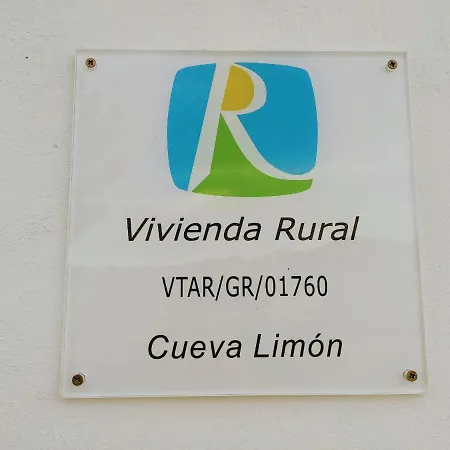 R
Vivienda Rural
VTAR/GR/01760
Cueva Limón